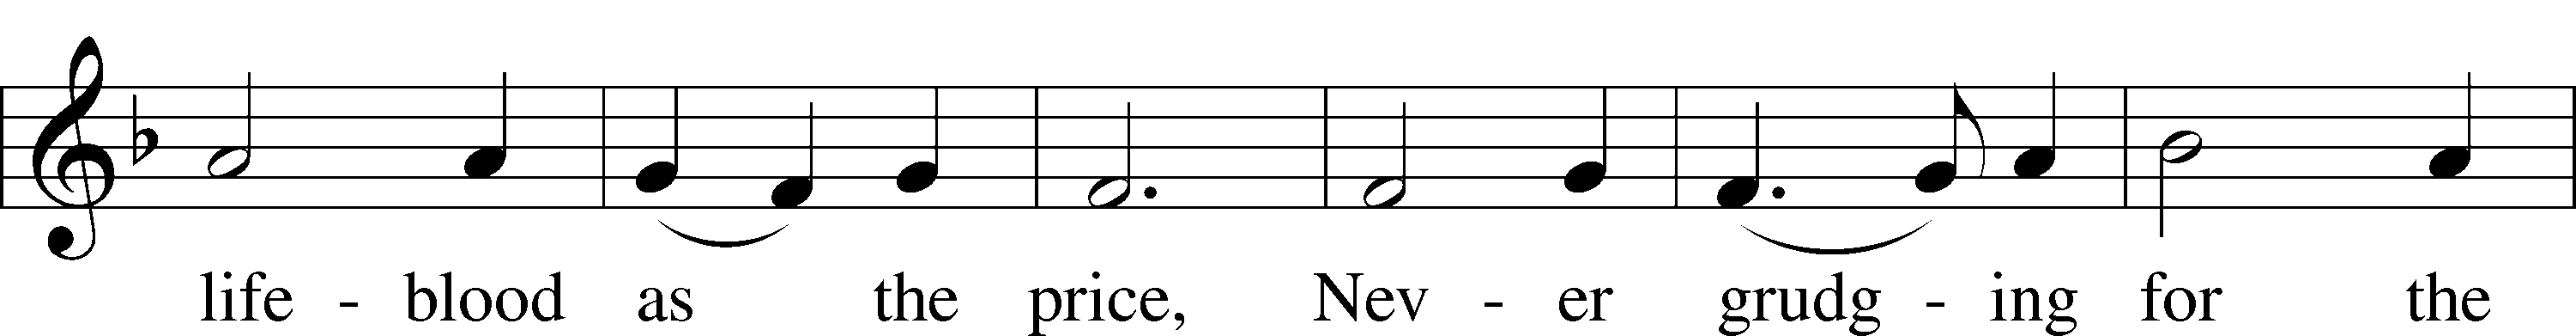 life - blood as the price, Nev - er grudg - ing for the